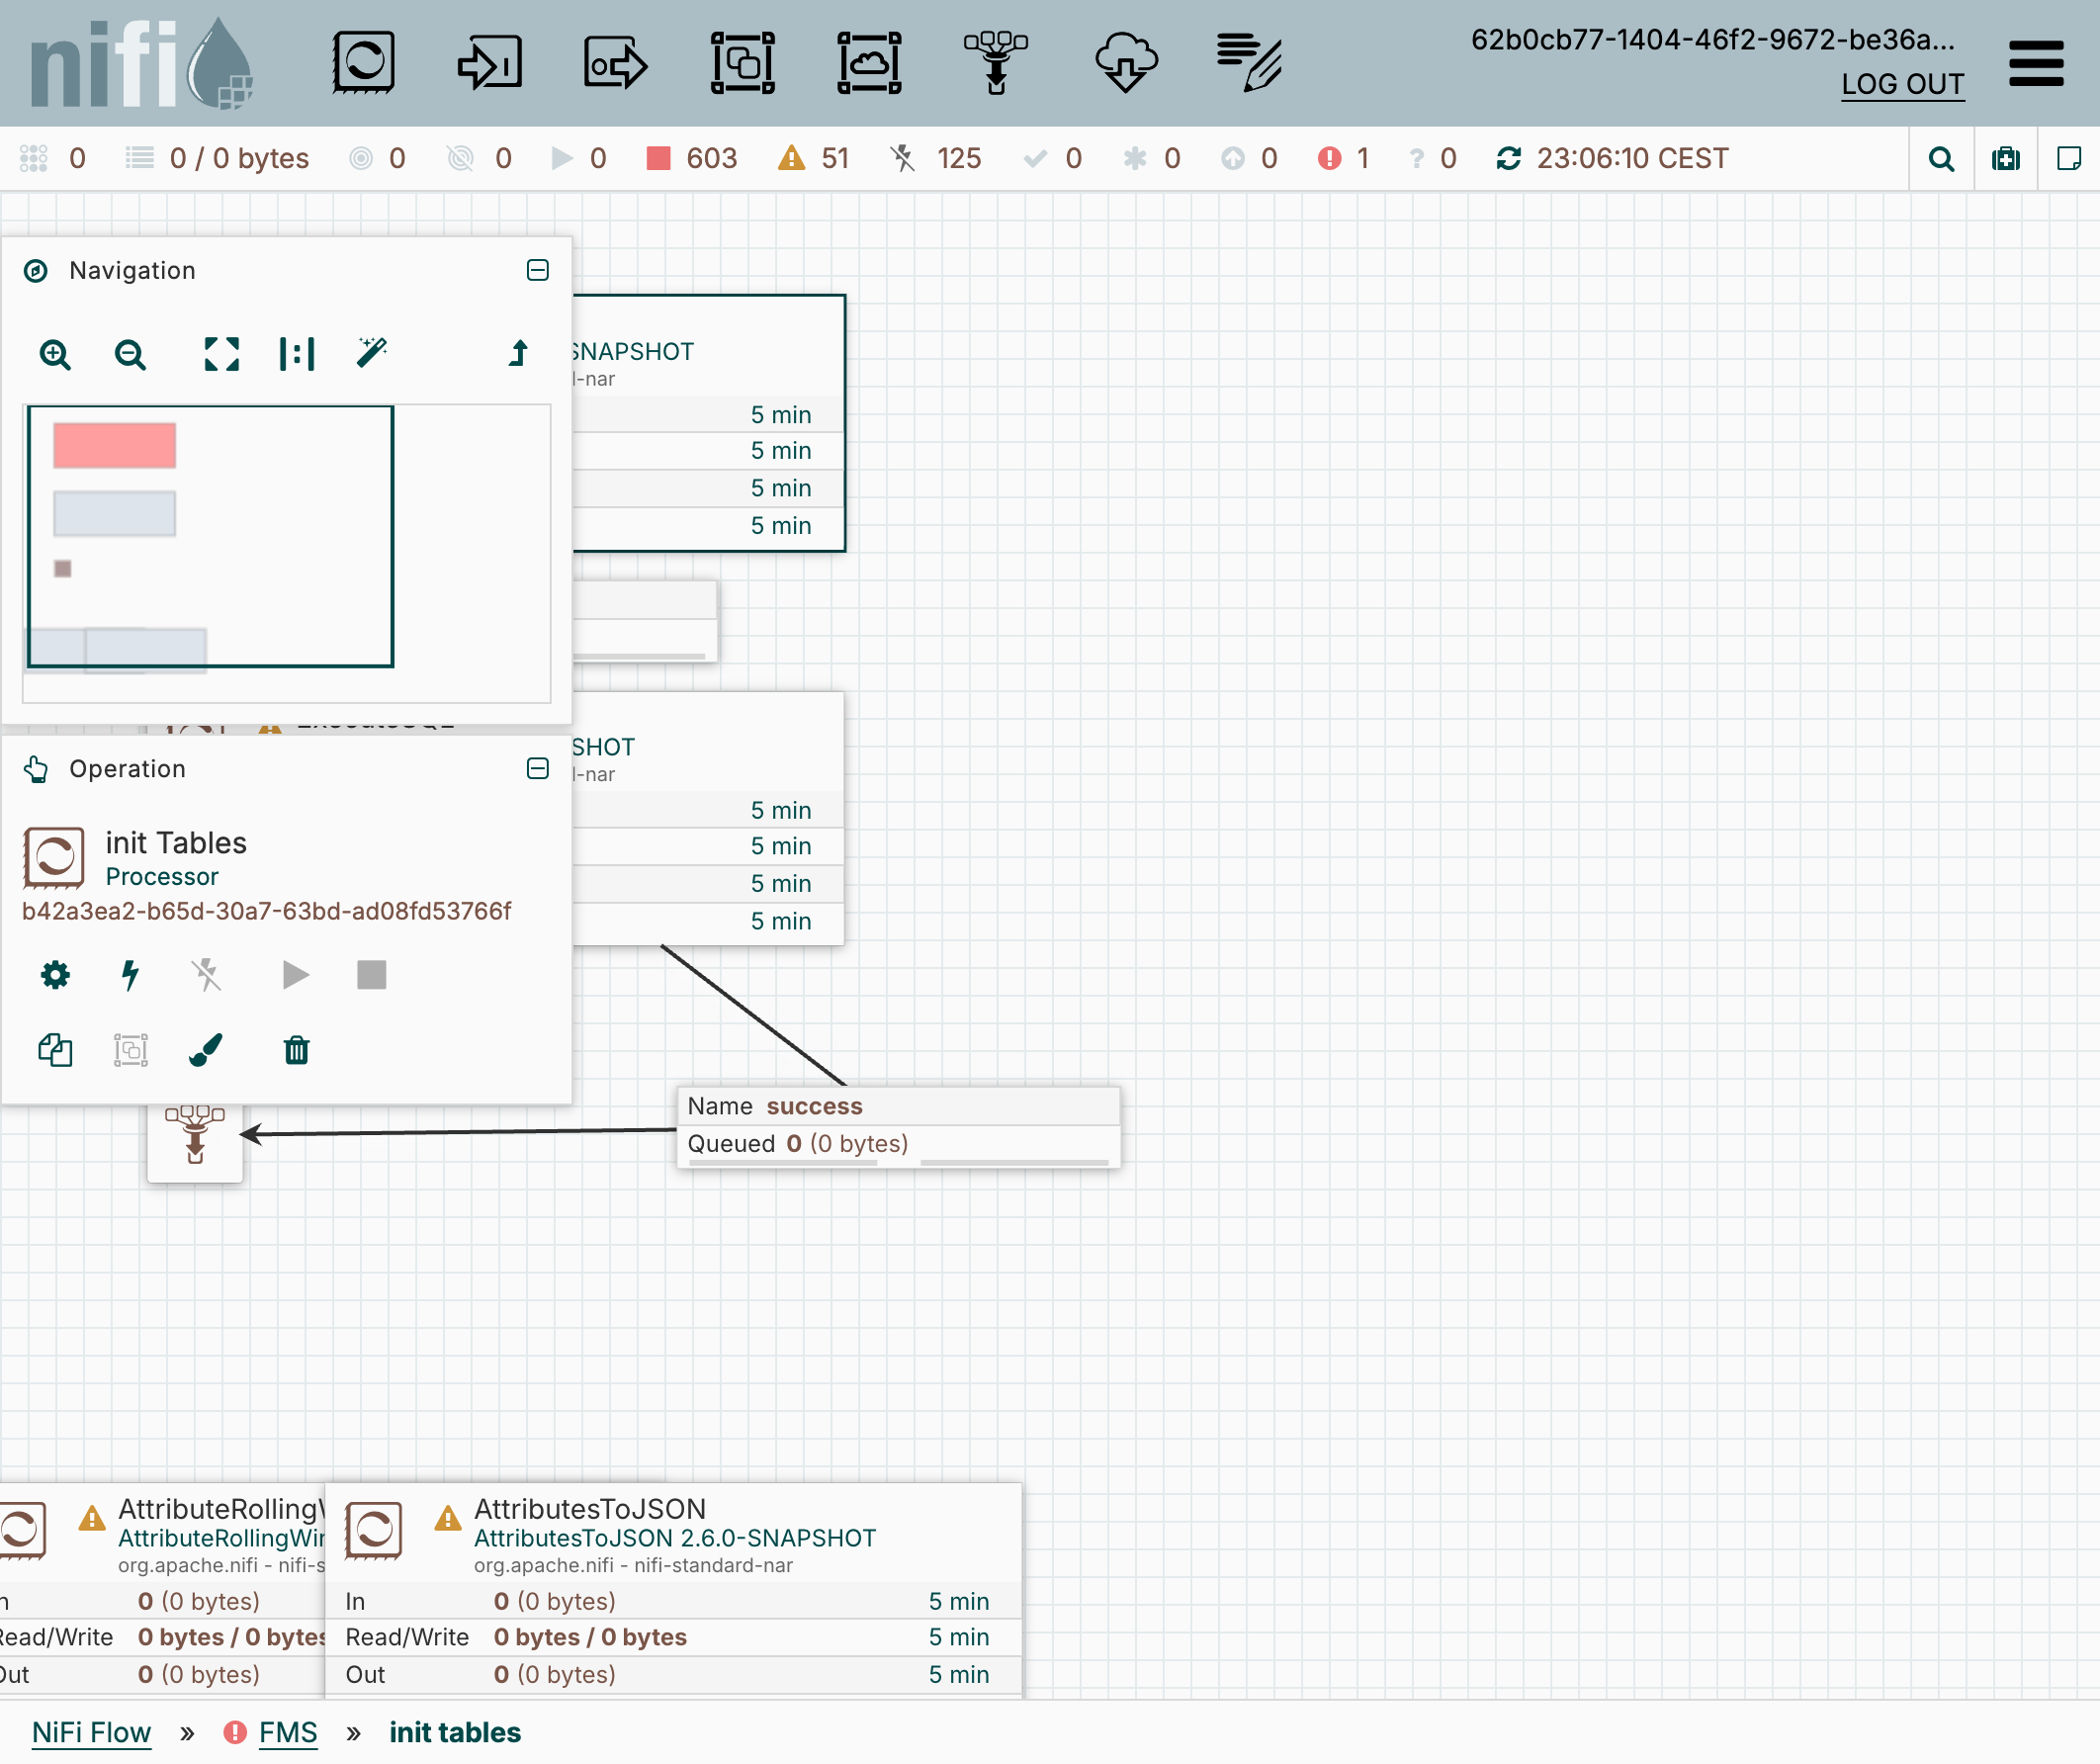 nifi
62b0cb77-1404-46f2-9672-be36a...
LOG OUT
0 0 / 0 bytes 0 0 0 603 51 125 0 0 0 1 0 23:06:10 CEST
Navigation
SNAPSHOT
l-nar
5 min
5 min
5 min
5 min
ExecuteSQL
SHOT
l-nar
5 min
5 min
5 min
5 min
Operation
init Tables
Processor
b42a3ea2-b65d-30a7-63bd-ad08fd53766f
Name success
Queued 0 (0 bytes)
AttributeRollingW AttributesToJSON
AttributeRollingWin AttributesToJSON 2.6.0-SNAPSHOT
org.apache.nifi - nifi-s org.apache.nifi - nifi-standard-nar
n 0 (0 bytes) In 0 (0 bytes) 5 min
Read/Write 0 bytes / 0 bytes Read/Write 0 bytes / 0 bytes 5 min
Out 0 (0 bytes) Out 0 (0 bytes) 5 min
NiFi Flow » FMS » init tables